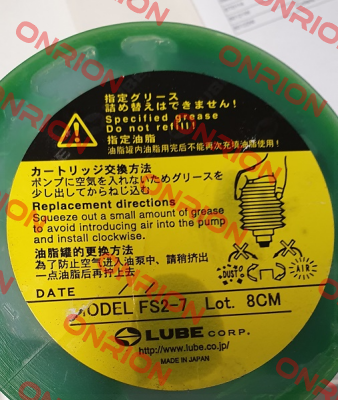 指定グリース
詰め替えはできません!
Specified grease
Do not refill!
指定油脂
油脂罐内油脂用完后不能再次充填油脂使用!
カートリッジ交換方法
ポンプに空気を入れないためグリースを
少し出してからねじ込む
Replacement directions
Squeeze out a small amount of grease
to avoid introducing air into the pump
and install clockwise.
油脂罐的更换方法
為了防止空气进入油泵中、請稍挤出
一点油脂后再拧上去
DUST
AIR
DATE
MODEL FS2-7 Lot. 8CM
LUBE CORP.
http://www.lube.co.jp
MADE IN JAPAN
ONRION
ONRION
ONRION
ONRION
ONRION
ONRION